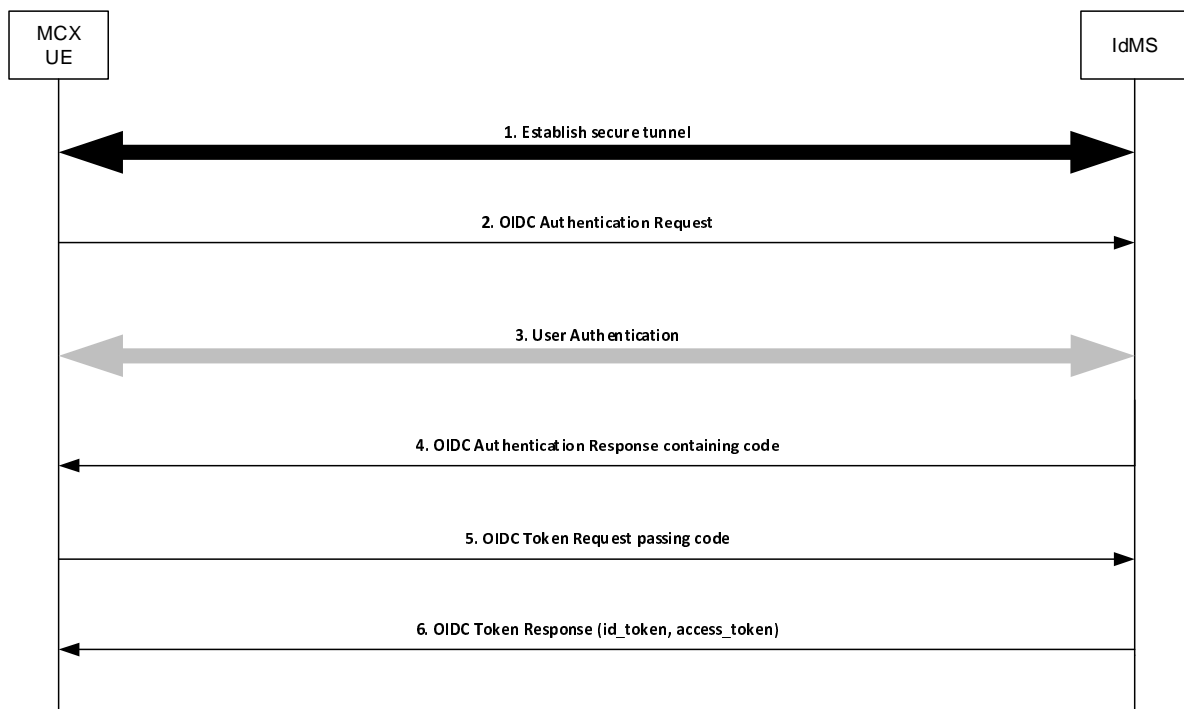 MCX
UE
IdMS
1. Establish secure tunnel
2. OIDC Authentication Request
3. User Authentication
4. OIDC Authentication Response containing code
5. OIDC Token Request passing code
6. OIDC Token Response (id_token, access_token)